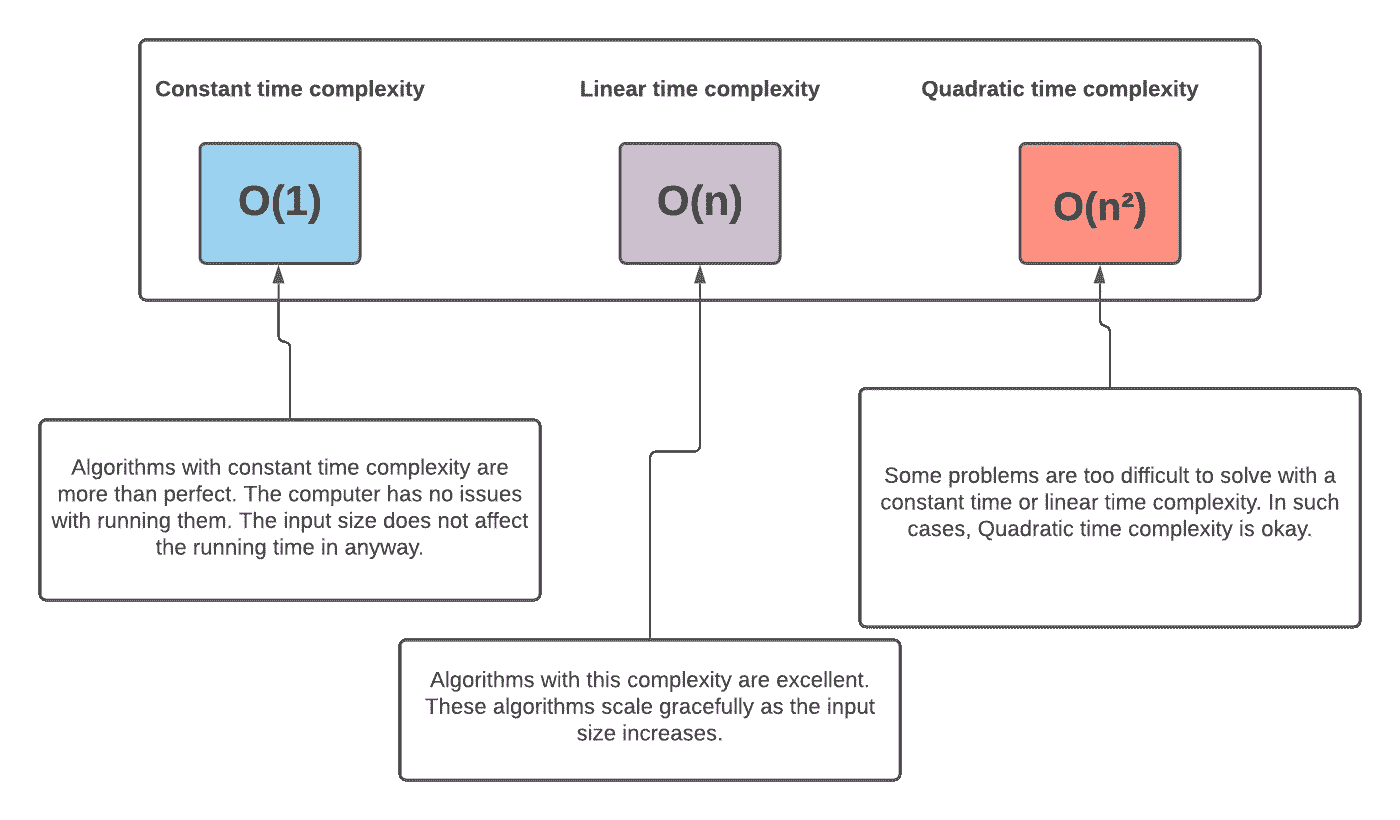 Constant time complexity
Linear time complexity
Quadratic time complexity
O(1)
O(n)
O(n²)
Algorithms with constant time complexity are
more than perfect. The computer has no issues
with running them. The input size does not affect
the running time in anyway.
Some problems are too difficult to solve with a
constant time or linear time complexity. In such
cases, Quadratic time complexity is okay.
Algorithms with this complexity are excellent.
These algorithms scale gracefully as the input
size increases.